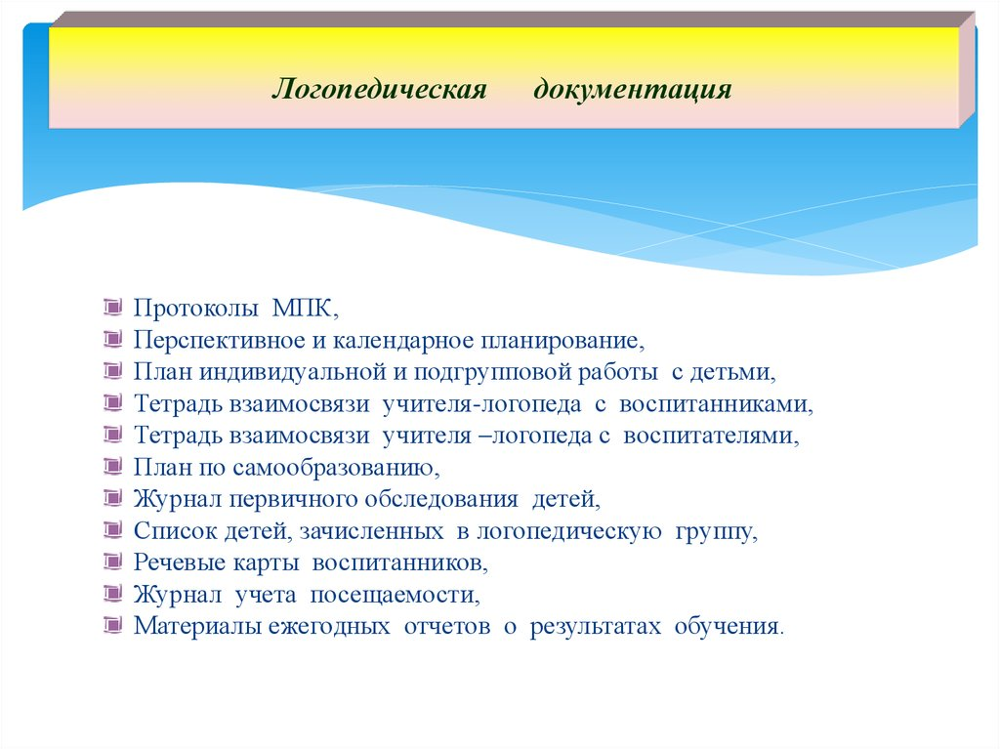 Логопедическая документация
Протоколы МПК,
Перспективное и календарное планирование,
План индивидуальной и подгрупповой работы с детьми,
Тетрадь взаимосвязи учителя-логопеда с воспитанниками,
Тетрадь взаимосвязи учителя –логопеда с воспитателями,
План по самообразованию,
Журнал первичного обследования детей,
Список детей, зачисленных в логопедическую группу,
Речевые карты воспитанников,
Журнал учета посещаемости,
Материалы ежегодных отчетов о результатах обучения.